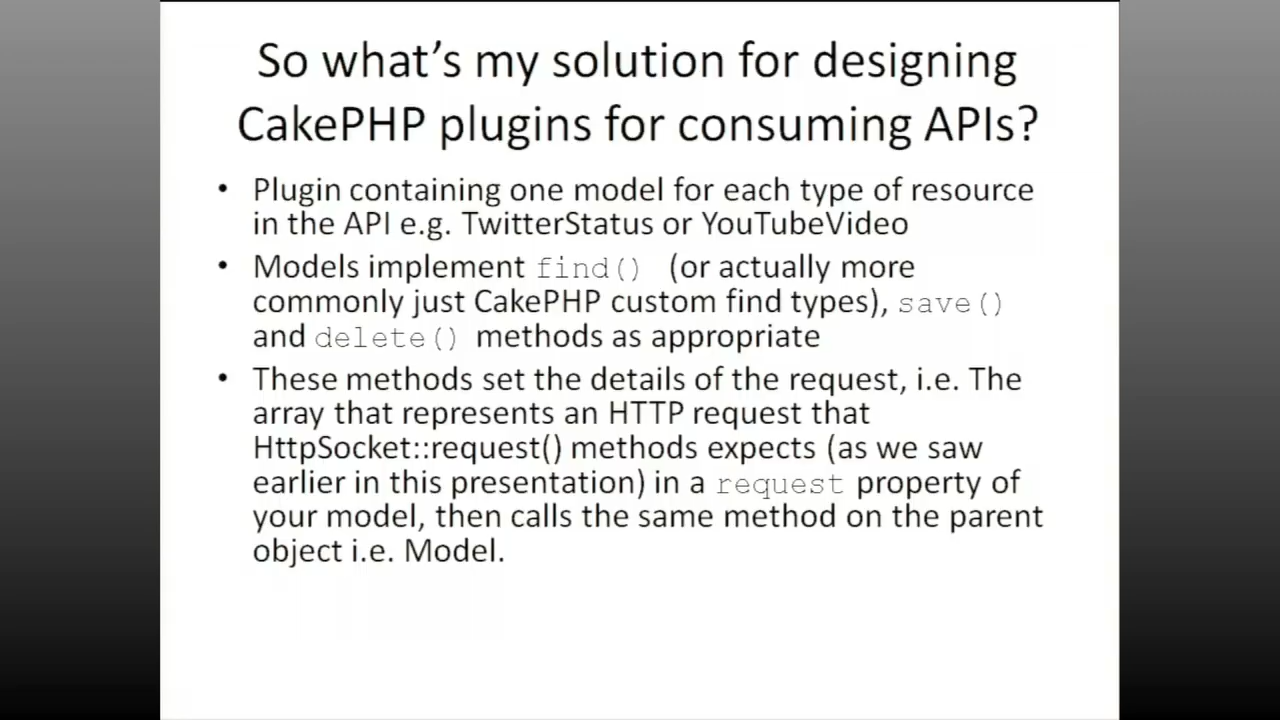 So what's my solution for designing
CakePHP plugins for consuming APIs?
• Plugin containing one model for each type of resource
in the API e.g. TwitterStatus or YouTubeVideo
• Models implement find() (or actually more
commonly just CakePHP custom find types), save()
and delete() methods as appropriate
• These methods set the details of the request, i.e. The
array that represents an HTTP request that
HttpSocket::request() methods expects (as we saw
earlier in this presentation) in a request property of
your model, then calls the same method on the parent
object i.e. Model.